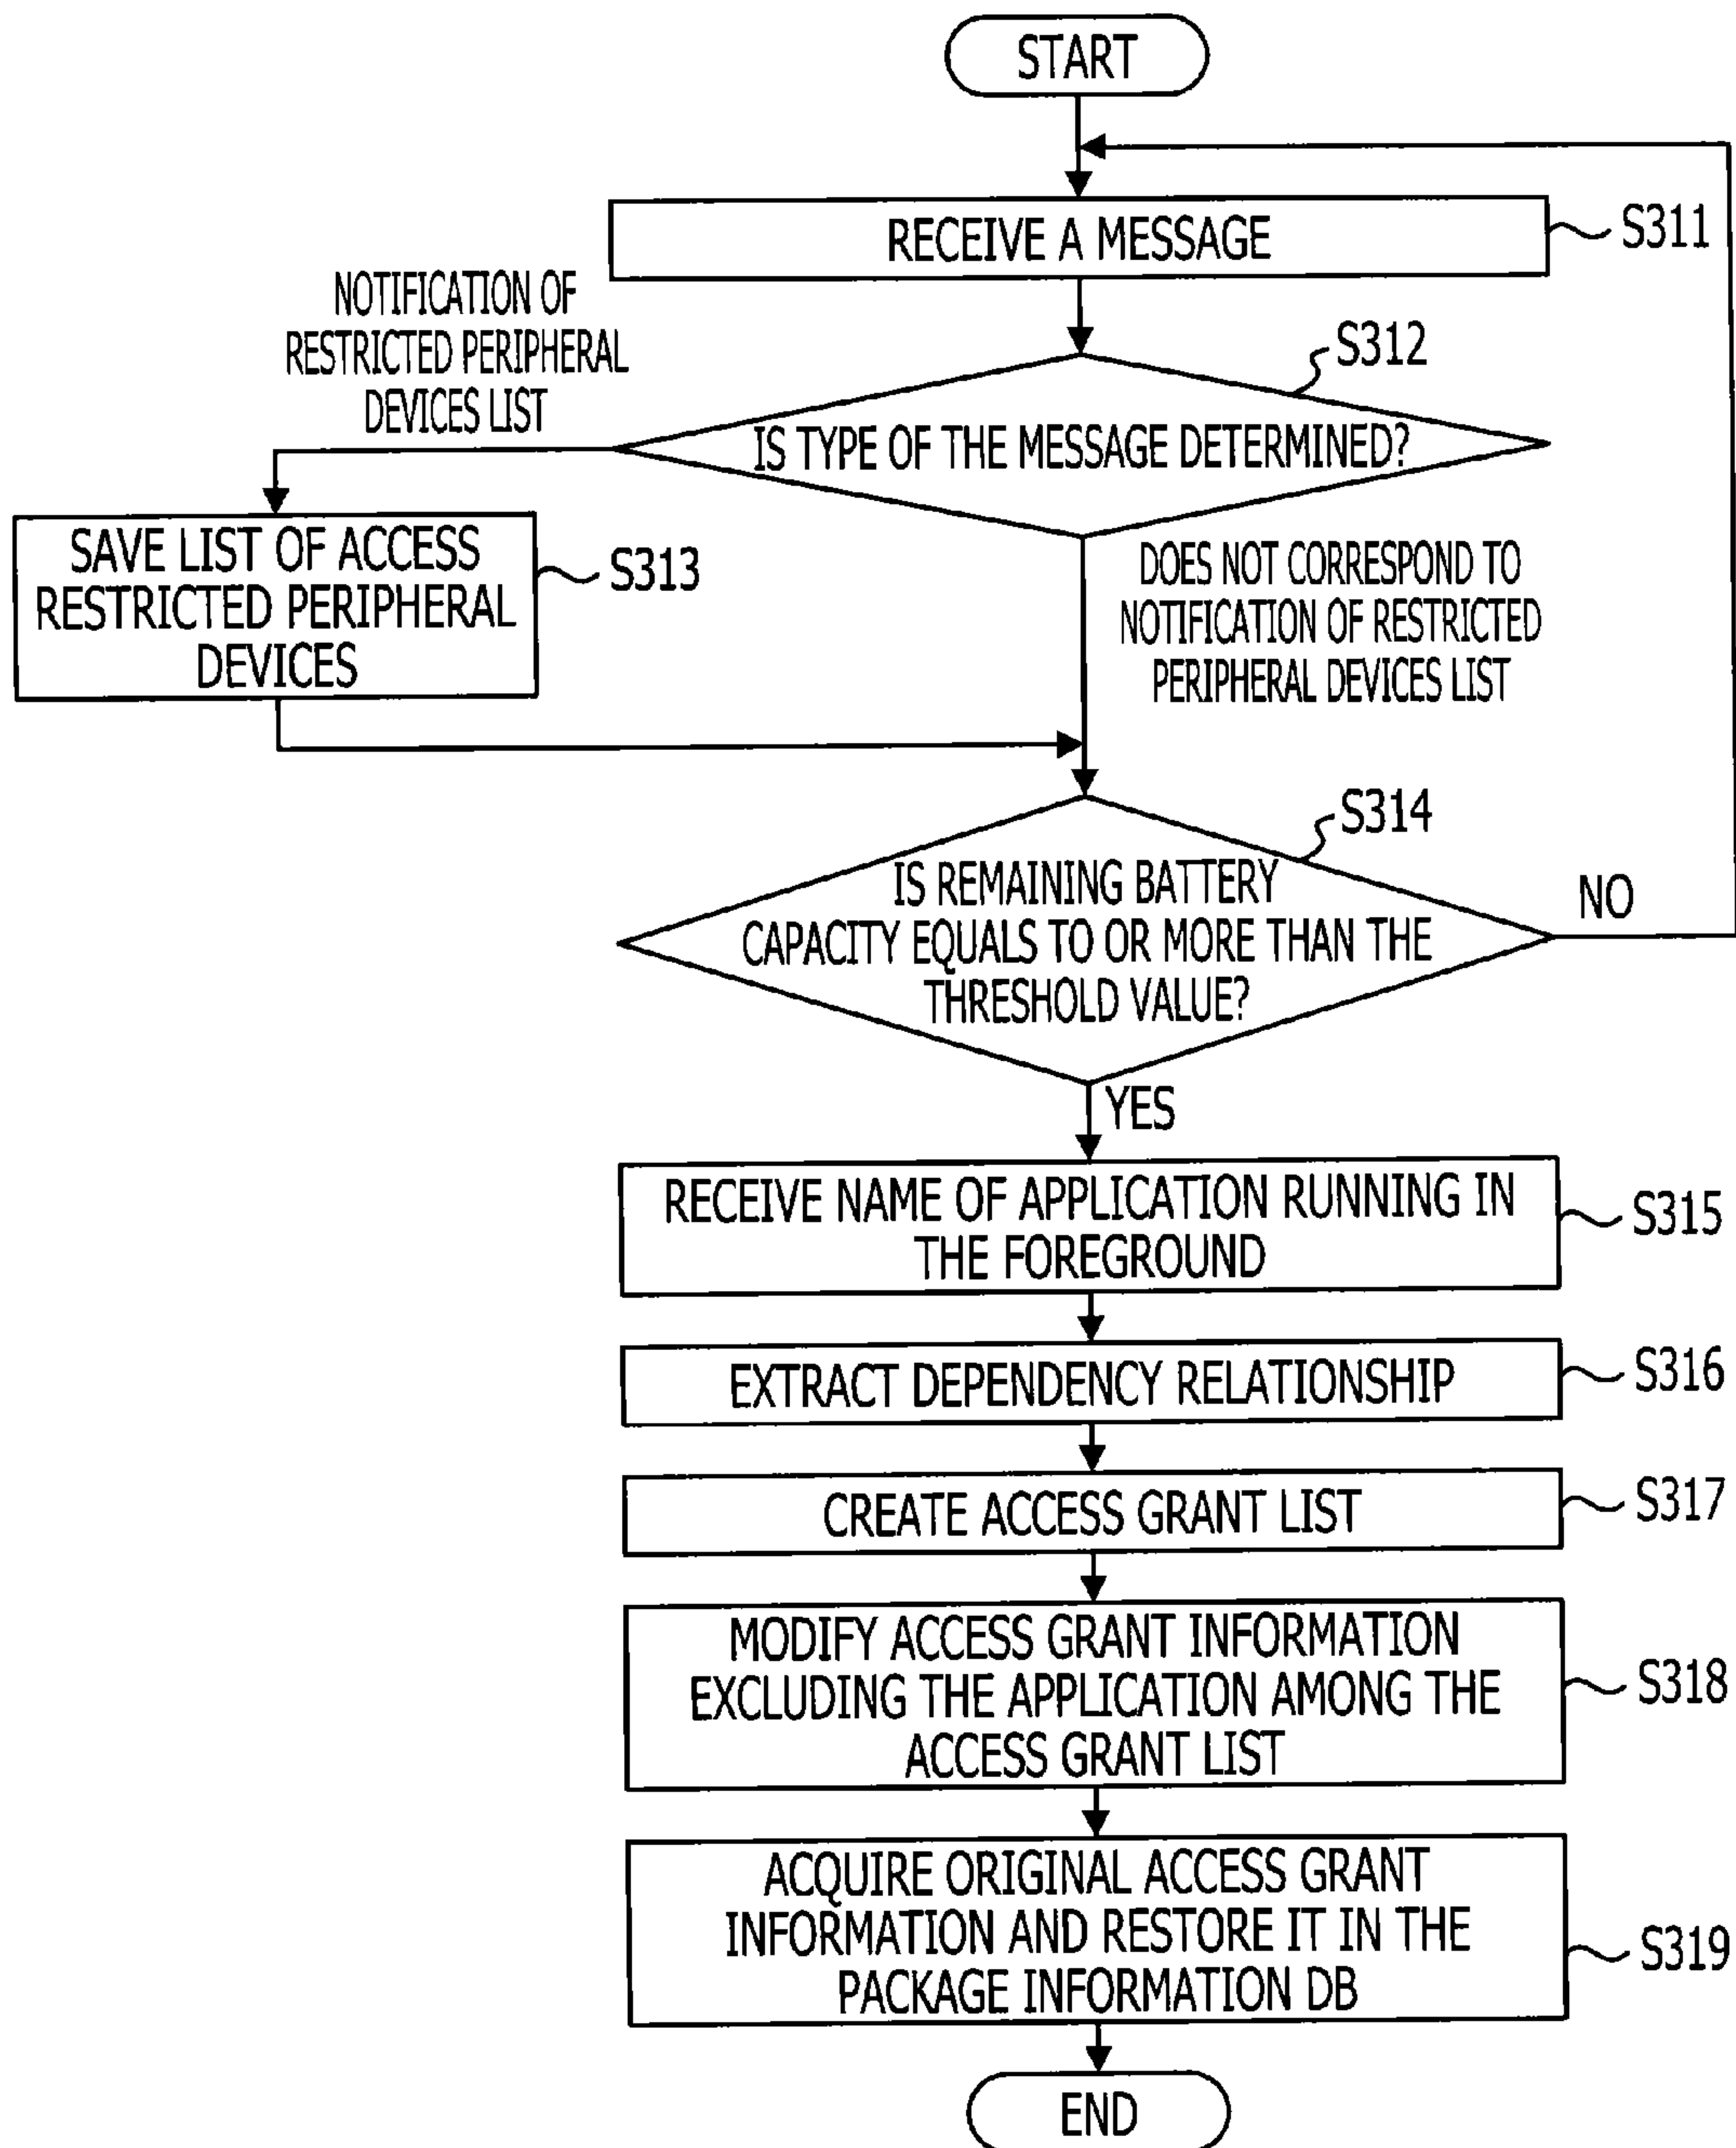 START
RECEIVE A MESSAGE
S311
NOTIFICATION OF
RESTRICTED PERIPHERAL
DEVICES LIST
S312
IS TYPE OF THE MESSAGE DETERMINED?
SAVE LIST OF ACCESS
RESTRICTED PERIPHERAL
DEVICES
S313
DOES NOT CORRESPOND TO
NOTIFICATION OF RESTRICTED
PERIPHERAL DEVICES LIST
S314
IS REMAINING BATTERY
CAPACITY EQUALS TO OR MORE THAN THE
THRESHOLD VALUE?
NO
YES
RECEIVE NAME OF APPLICATION RUNNING IN
THE FOREGROUND
S315
EXTRACT DEPENDENCY RELATIONSHIP
S316
CREATE ACCESS GRANT LIST
S317
MODIFY ACCESS GRANT INFORMATION
EXCLUDING THE APPLICATION AMONG THE
ACCESS GRANT LIST
S318
ACQUIRE ORIGINAL ACCESS GRANT
INFORMATION AND RESTORE IT IN THE
PACKAGE INFORMATION DB
S319
END